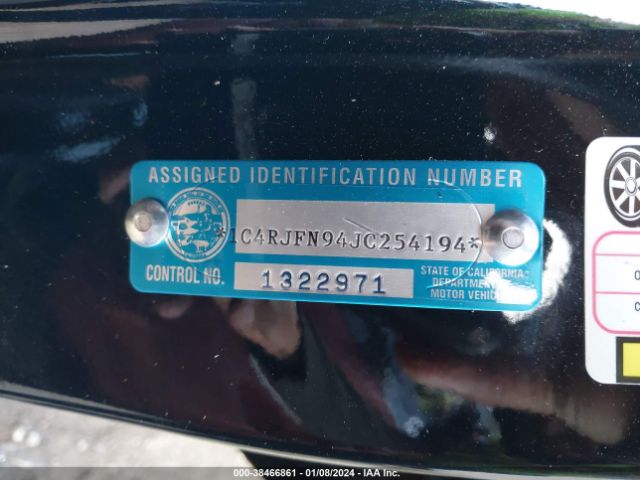 ASSIGNED IDENTIFICATION NUMBER
*1C4RJFN94JC254194*
CONTROL NO. 1322971
STATE OF CALIFORNIA
DEPARTMENT
MOTOR VEHIC
000-38466861 - 01/08/2024 - IAA Inc.